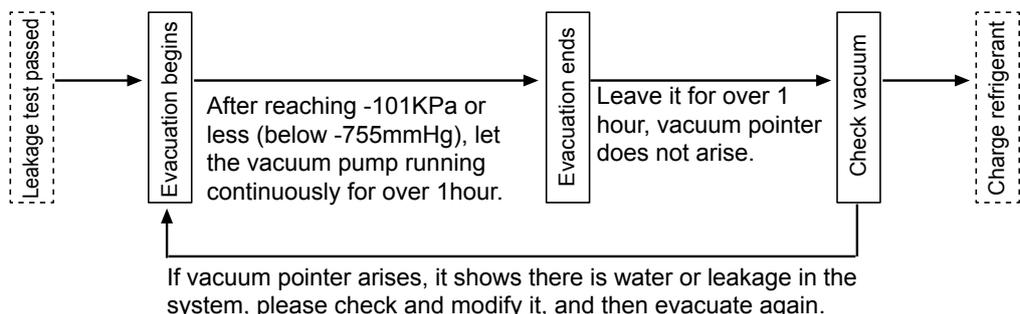 Leakage test passed
Evacuation begins
After reaching -101KPa or
less (below -755mmHg), let
the vacuum pump running
continuously for over 1hour.
Evacuation ends
Leave it for over 1
hour, vacuum pointer
does not arise.
Check vacuum
Charge refrigerant
If vacuum pointer arises, it shows there is water or leakage in the
system, please check and modify it, and then evacuate again.